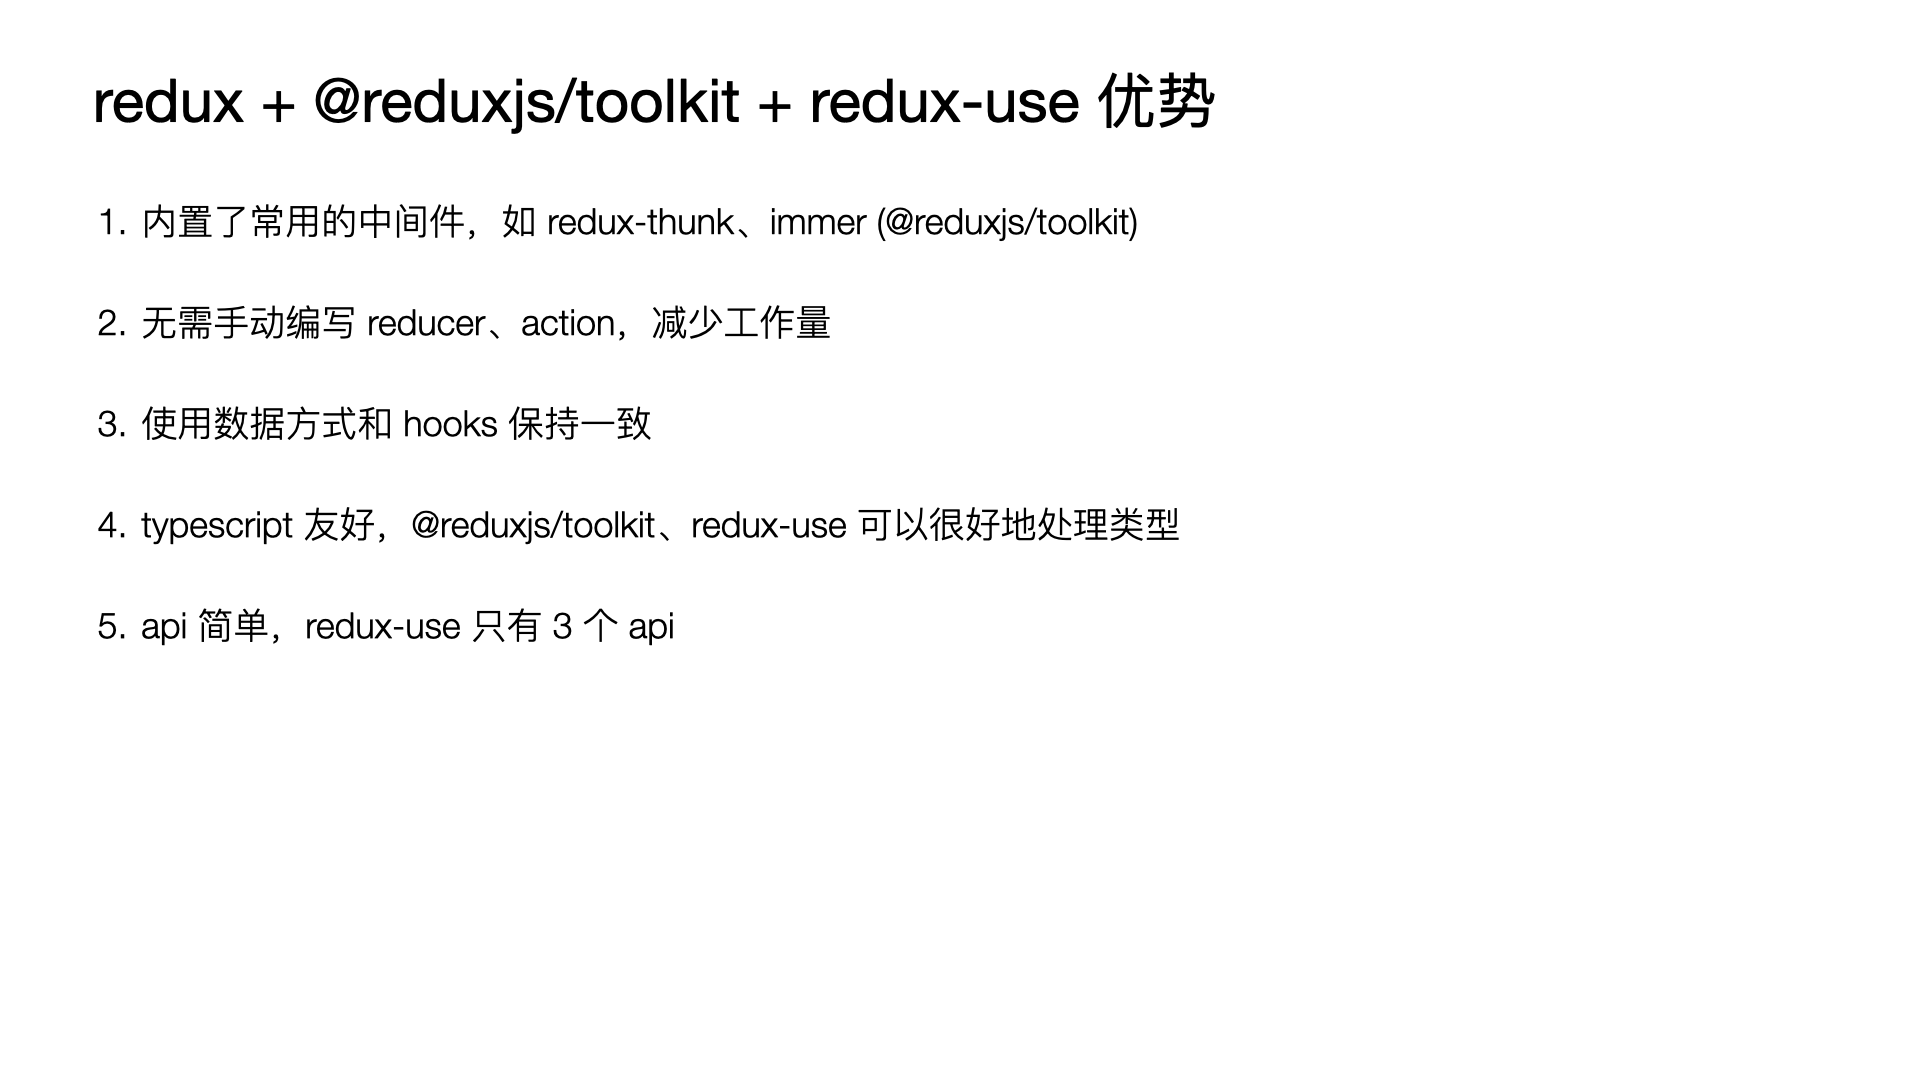 redux + @reduxjs/toolkit + redux-use 优势
1. 内置了常用的中间件，如 redux-thunk、immer (@reduxjs/toolkit)
2. 无需手动编写 reducer、action，减少工作量
3. 使用数据方式和 hooks 保持一致
4. typescript 友好，@reduxjs/toolkit、redux-use 可以很好地处理类型
5. api 简单，redux-use 只有 3 个 api